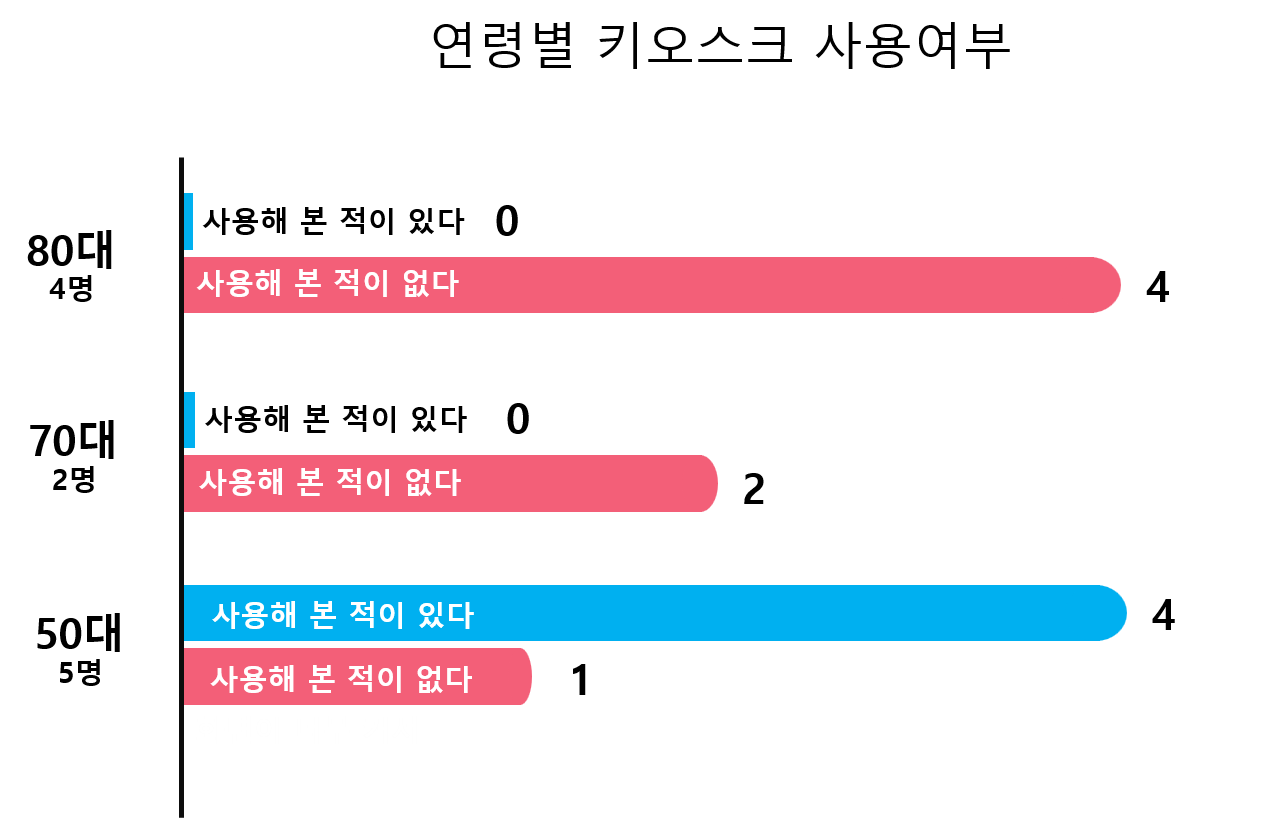 연령별 키오스크 사용여부
80대
4명
사용해 본 적이 있다 0
사용해 본 적이 없다 4
70대
2명
사용해 본 적이 있다 0
사용해 본 적이 없다 2
50대
5명
사용해 본 적이 있다 4
사용해 본 적이 없다 1